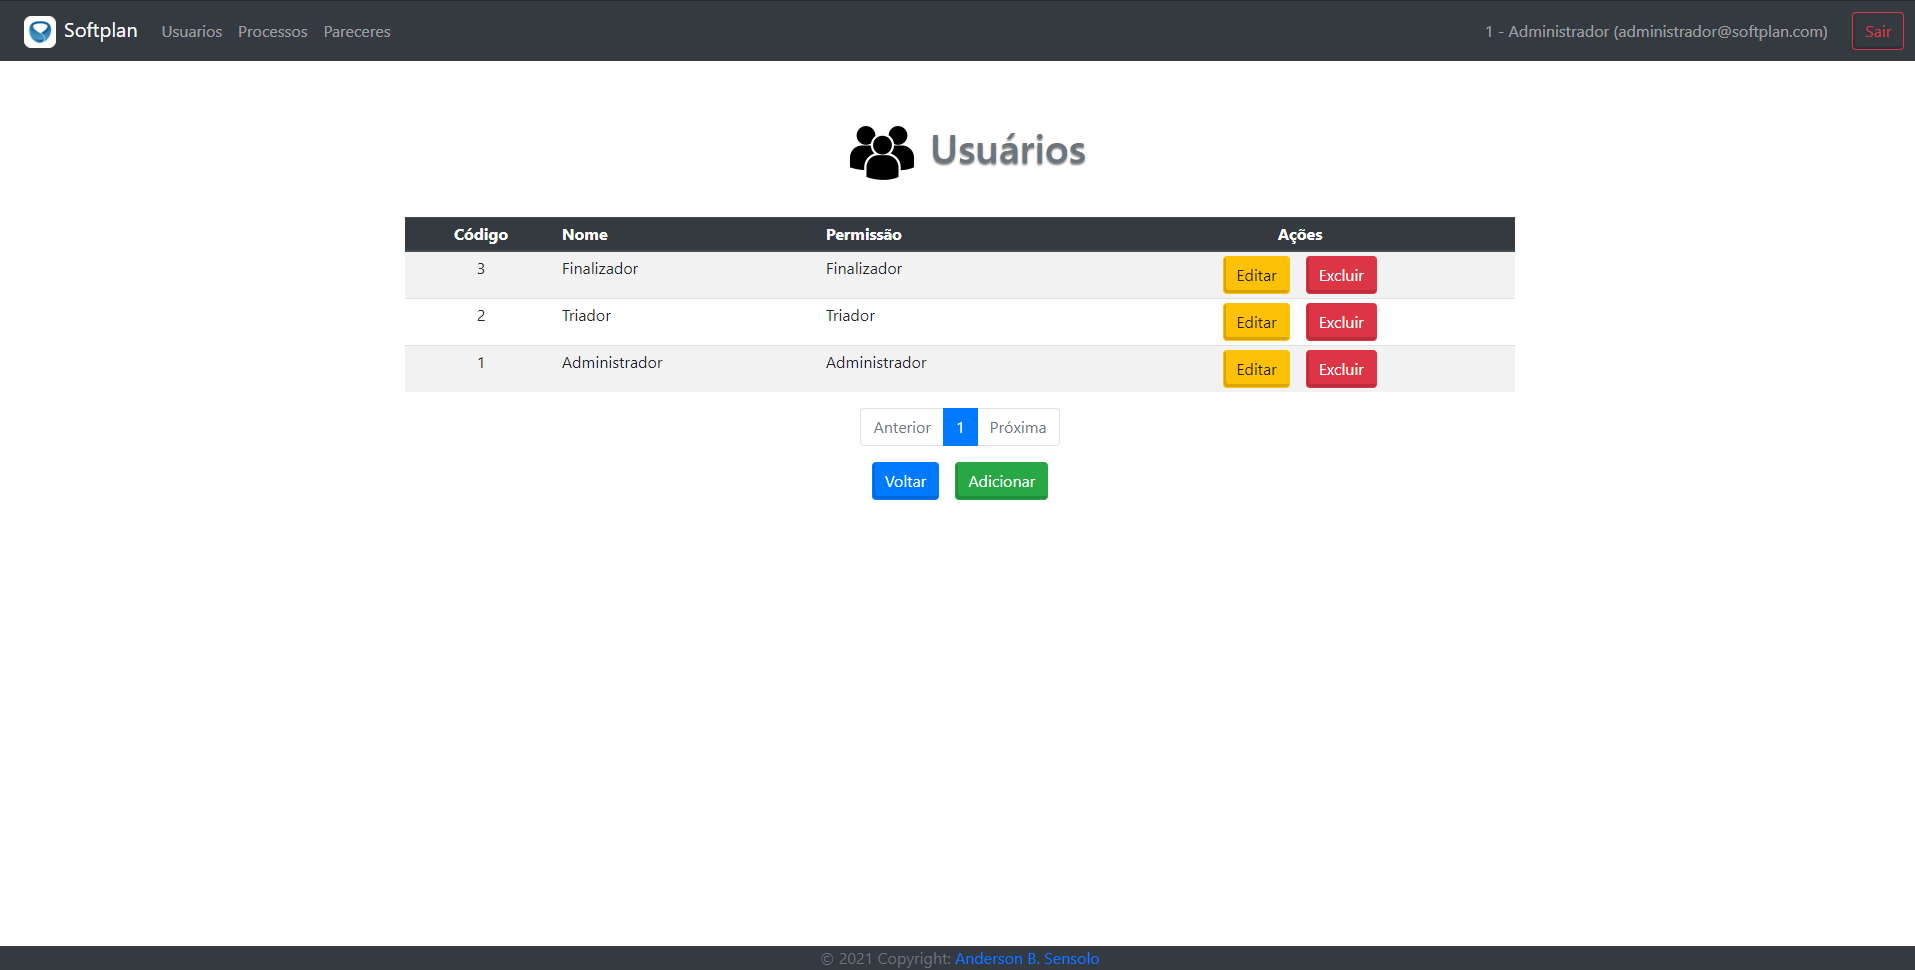 Softplan Usuarios Processos Pareceres 1 - Administrador (administrador@softplan.com) Sair
Usuários
Código Nome Permissão Ações
3 Finalizador Finalizador Editar Excluir
2 Triador Triador Editar Excluir
1 Administrador Administrador Editar Excluir
Anterior 1 Próxima
Voltar Adicionar
© 2021 Copyright: Anderson B. Sensolo